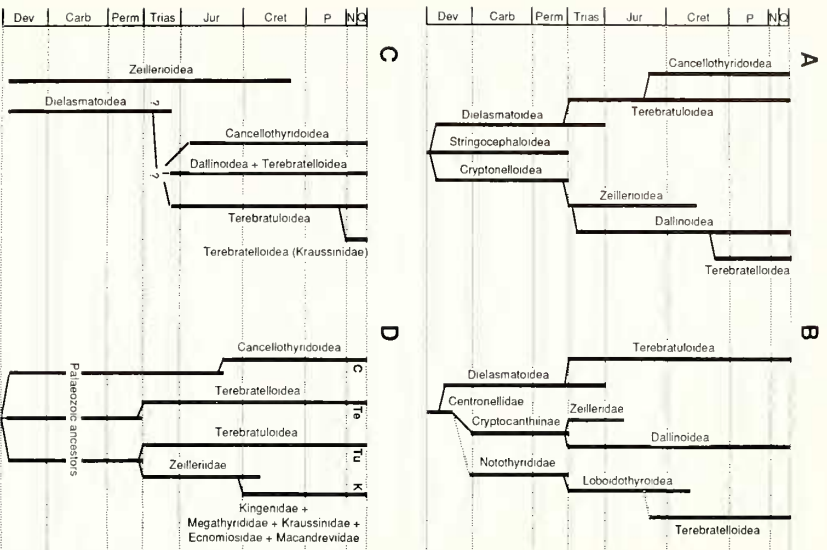 Dev Carb Perm Trias Jur Cret P N Q
C
Zeillerioidea
Dielasmatoidea
?
Cancellothyridoidea
Dallinoidea + Terebratelloidea
?
Terebratuloidea
Terebratelloidea (Kraussinidae)
Dev Carb Perm Trias Jur Cret P N Q
A
Cancellothyridoidea
Terebratuloidea
Dielasmatoidea
Stringocephaloidea
Cryptonelloidea
Zeillerioidea
Dallinoidea
Terebratelloidea
D
Cancellothyridoidea
C
Terebratelloidea
Te
Palaeozoic ancestors
Terebratuloidea
Tu
Zeilleriidae
K
Kingenidae +
Megathyrididae + Kraussinidae +
Ecnomiosidae + Macandreviidae
B
Terebratuloidea
Dielasmatoidea
Centronellidae
Zeilleridae
Cryptocanthiinae
Dallinoidea
Notothyrididae
Loboidothyroidea
Terebratelloidea